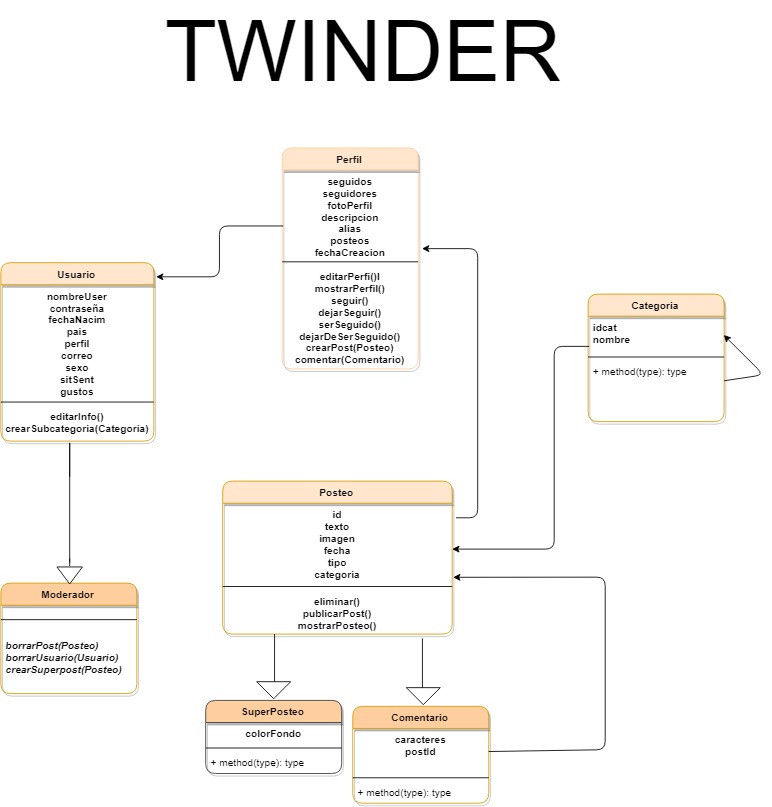 TWINDER
Perfil
seguidos
seguidores
fotoPerfil
descripcion
alias
posteos
fechaCreacion
editarPerfi()l
mostrarPerfil()
seguir()
dejarSeguir()
serSeguido()
dejarDeSerSeguido()
crearPost(Posteo)
comentar(Comentario)
Usuario
nombreUser
contraseña
fechaNacim
pais
perfil
correo
sexo
sitSent
gustos
editarInfo()
crearSubcategoria(Categoria)
Categoria
idcat
nombre
+ method(type): type
Posteo
id
texto
imagen
fecha
tipo
categoria
eliminar()
publicarPost()
mostrarPosteo()
Moderador
borrarPost(Posteo)
borrarUsuario(Usuario)
crearSuperpost(Posteo)
SuperPosteo
colorFondo
+ method(type): type
Comentario
caracteres
postId
+ method(type): type